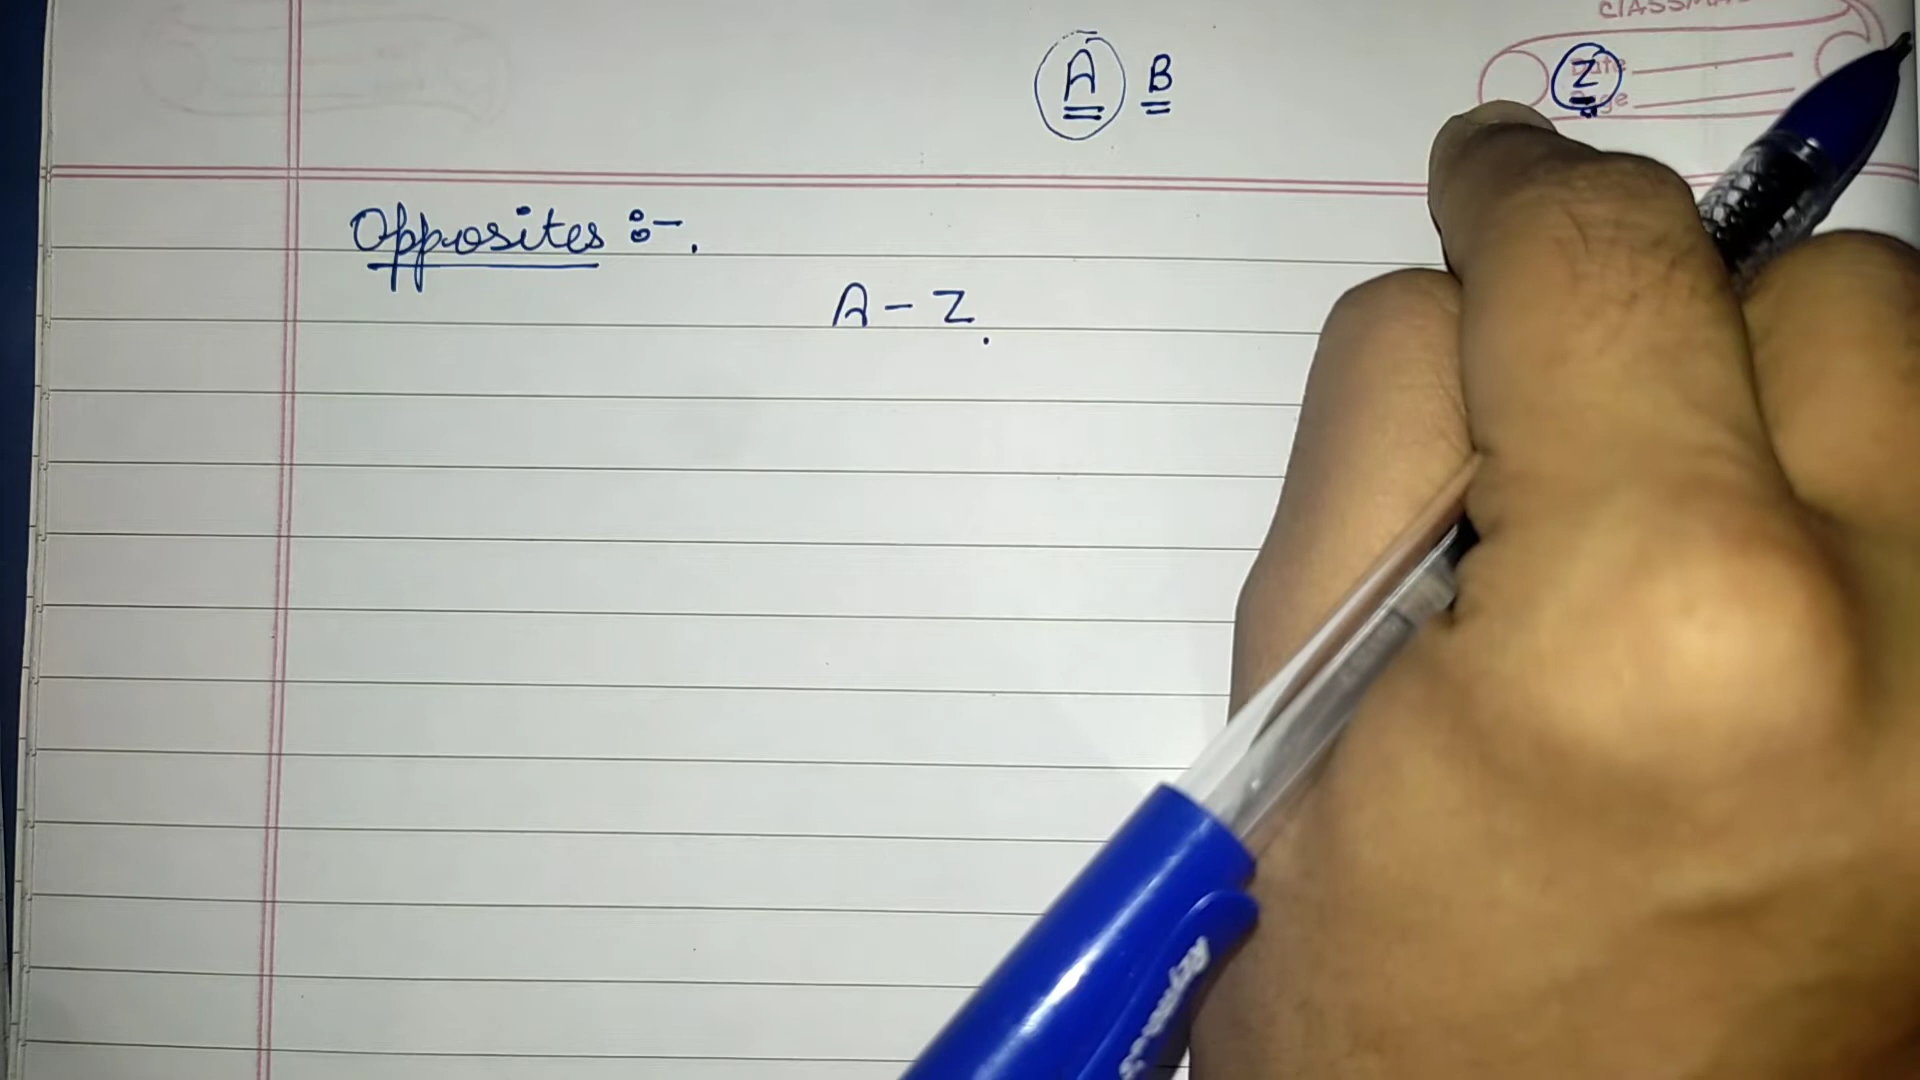 A B Z
Opposites :-
A - Z